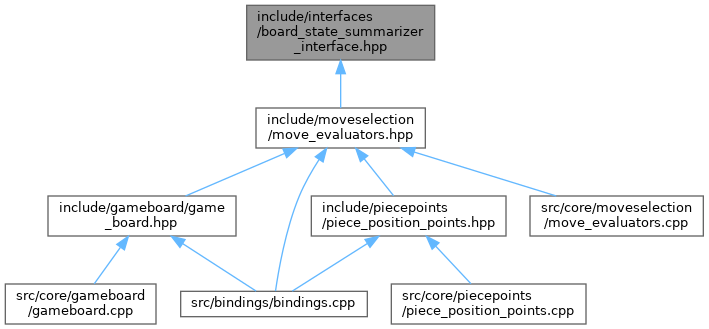 include/interfaces
/board_state_summarizer
_interface.hpp
include/moveselection
/move_evaluators.hpp
include/gameboard/game
_board.hpp
include/piecepoints
/piece_position_points.hpp
src/core/moveselection
/move_evaluators.cpp
src/core/gameboard
/gameboard.cpp
src/bindings/bindings.cpp
src/core/piecepoints
/piece_position_points.cpp